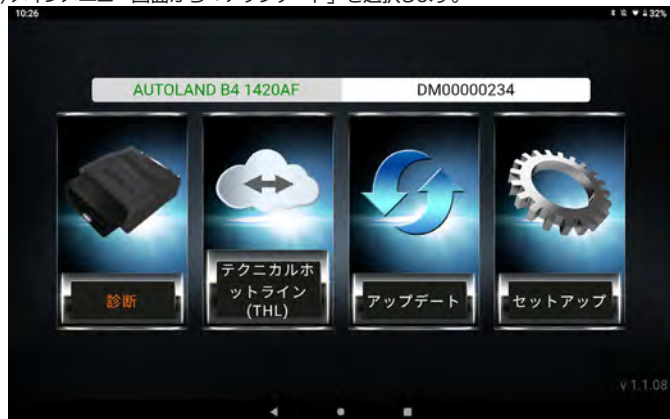 メインメニュー画面から「アップデート」を選択します。
10:26
32%
AUTOLAND B4 1420AF
DM00000234
診断
テクニカルホ
ットライン
(THL)
アップデート
セットアップ
v 1.1.08